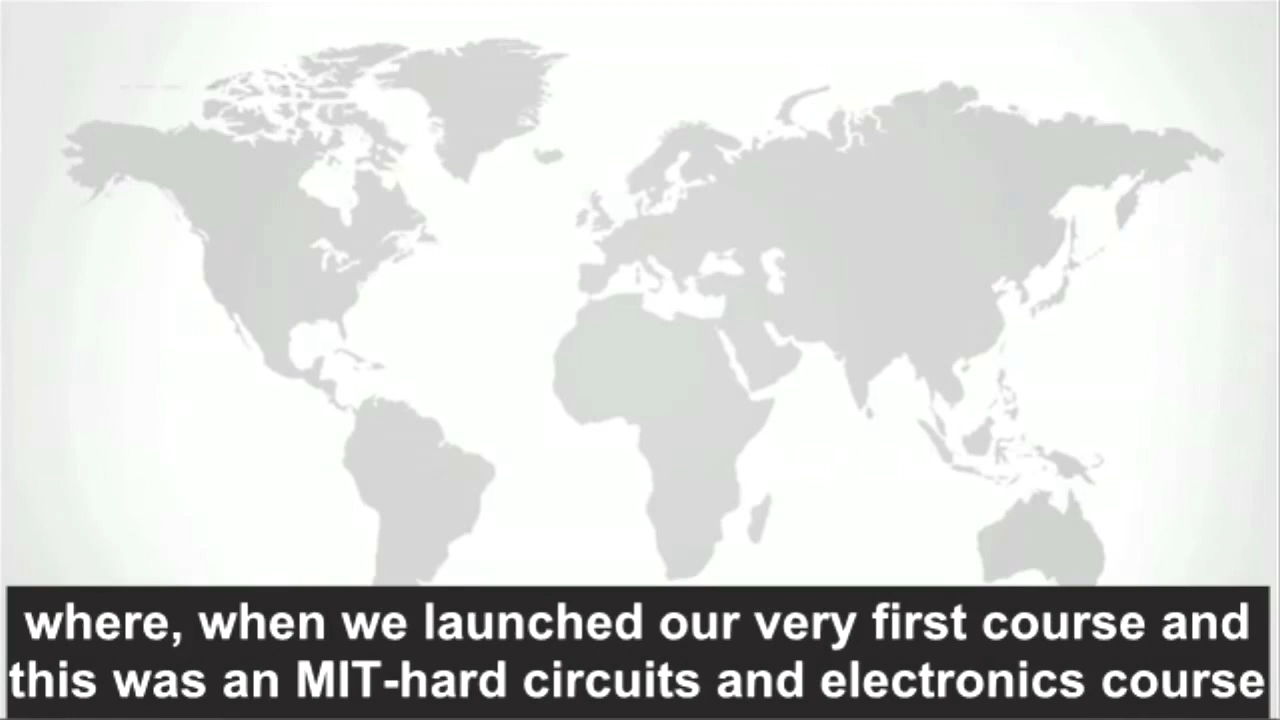 where, when we launched our very first course and
this was an MIT-hard circuits and electronics course